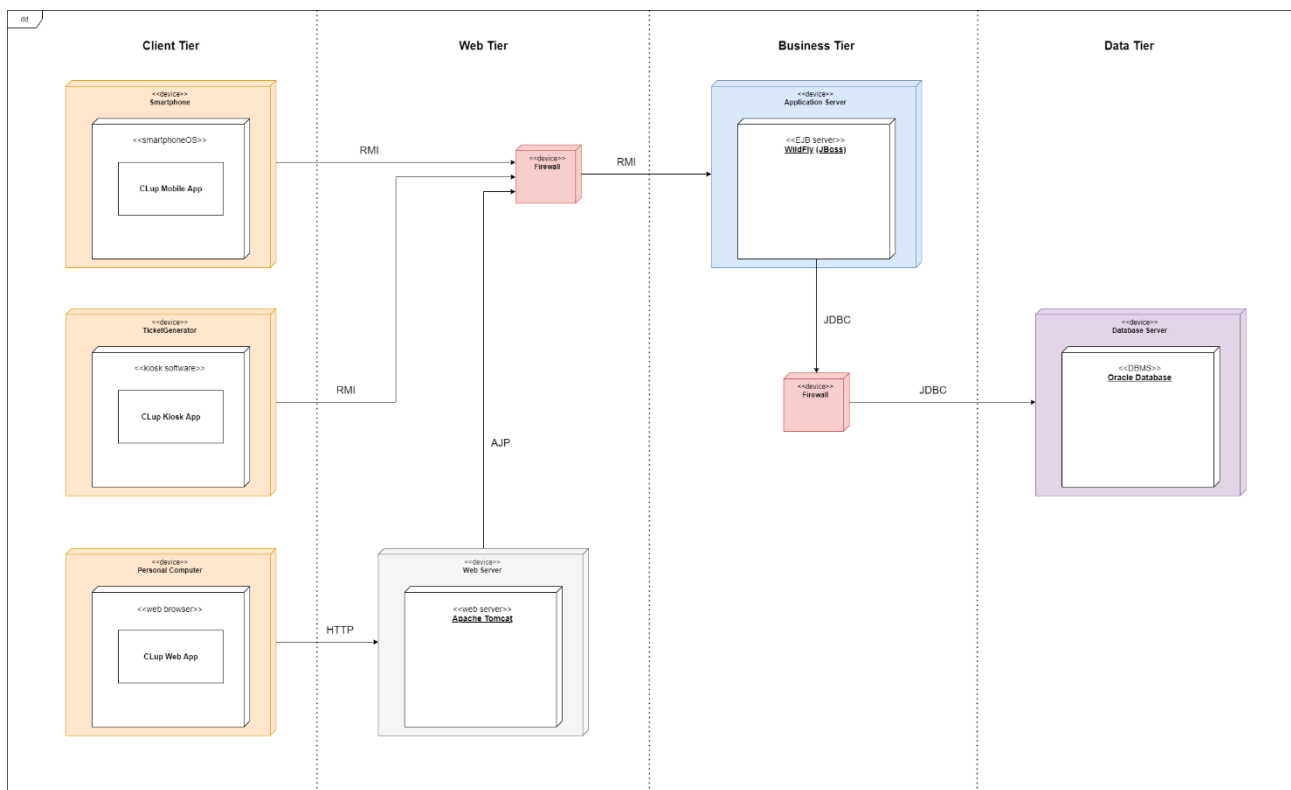 dd
Client Tier
Web Tier
Business Tier
Data Tier
<<device>>
Smartphone
<<smartphoneOS>>
CLup Mobile App
RMI
<<device>>
Firewall
RMI
<<device>>
Application Server
<<EJB server>>
WildFly (JBoss)
<<device>>
TicketGenerator
<<kiosk software>>
CLup Kiosk App
RMI
AJP
JDBC
<<device>>
Firewall
JDBC
<<device>>
Database Server
<<DBMS>>
Oracle Database
<<device>>
Personal Computer
<<web browser>>
CLup Web App
HTTP
<<device>>
Web Server
<<web server>>
Apache Tomcat